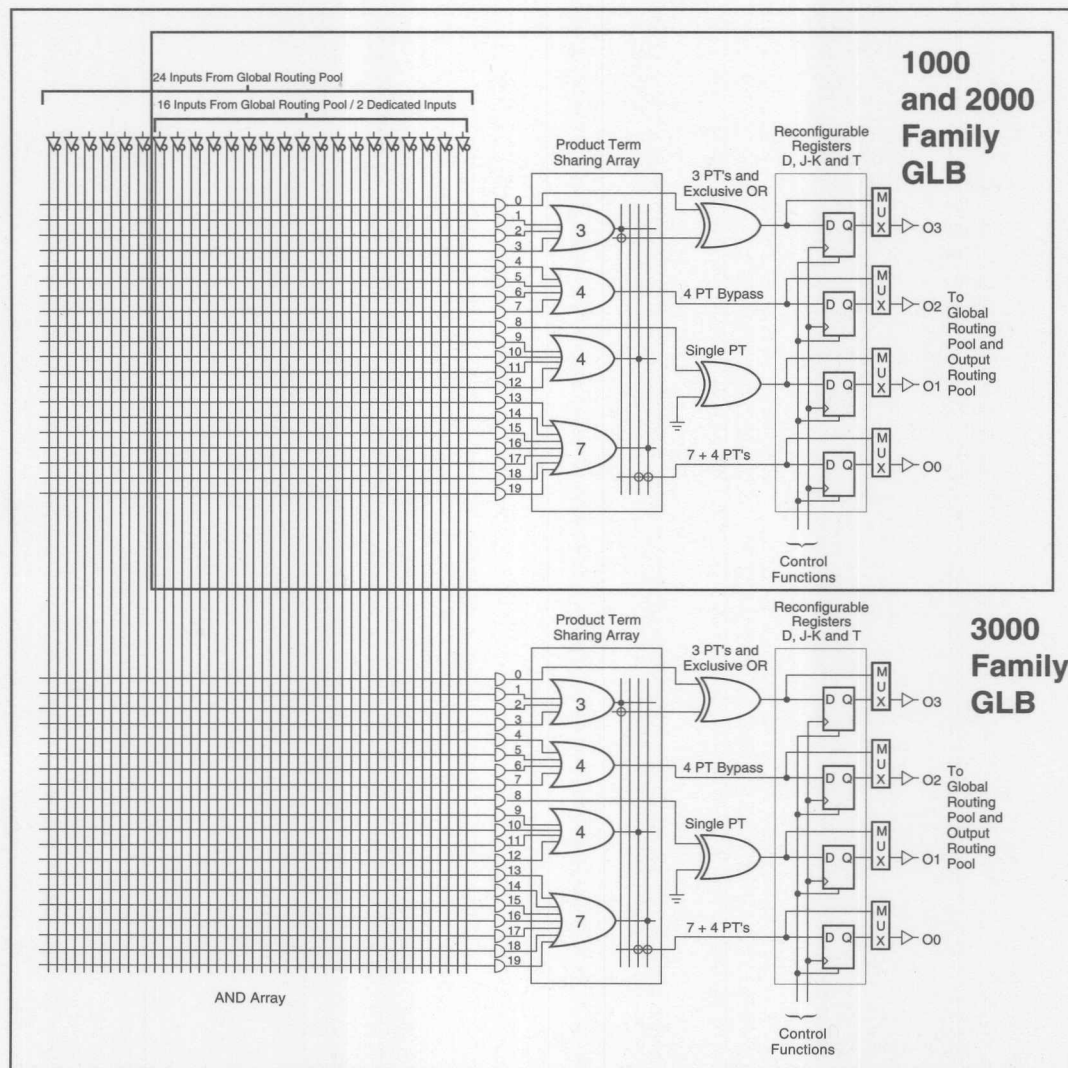 1000
and 2000
Family
GLB
24 Inputs From Global Routing Pool
16 Inputs From Global Routing Pool / 2 Dedicated Inputs
Product Term
Sharing Array
3 PT's and
Exclusive OR
Reconfigurable
Registers
D, J-K and T
0
1
2
3
4
5
6
7
8
9
10
11
12
13
14
15
16
17
18
19
3
4
4
7
4 PT Bypass
Single PT
7 + 4 PT's
D Q
D Q
D Q
D Q
MUX
MUX
MUX
MUX
O3
O2
O1
O0
To
Global
Routing
Pool and
Output
Routing
Pool
Control
Functions
3000
Family
GLB
Product Term
Sharing Array
3 PT's and
Exclusive OR
Reconfigurable
Registers
D, J-K and T
0
1
2
3
4
5
6
7
8
9
10
11
12
13
14
15
16
17
18
19
3
4
4
7
4 PT Bypass
Single PT
7 + 4 PT's
D Q
D Q
D Q
D Q
MUX
MUX
MUX
MUX
O3
O2
O1
O0
To
Global
Routing
Pool and
Output
Routing
Pool
AND Array
Control
Functions